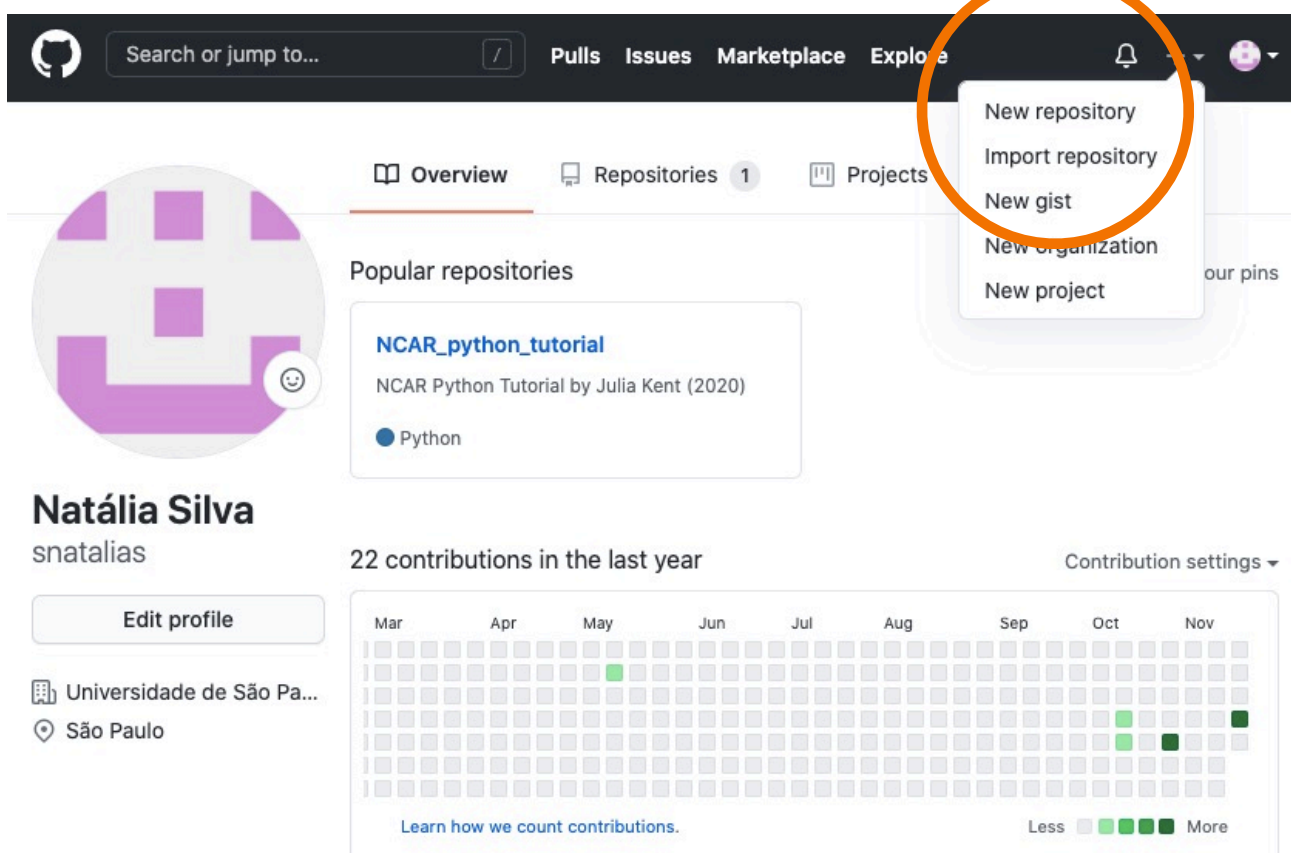 Search or jump to... / Pulls Issues Marketplace Explore
New repository
Import repository
New gist
New organization
New project
Overview Repositories 1 Projects
Popular repositories our pins
NCAR_python_tutorial
NCAR Python Tutorial by Julia Kent (2020)
Python
Natália Silva
snatalias
Edit profile
Universidade de São Pa...
São Paulo
22 contributions in the last year Contribution settings
Mar Apr May Jun Jul Aug Sep Oct Nov
Learn how we count contributions. Less More